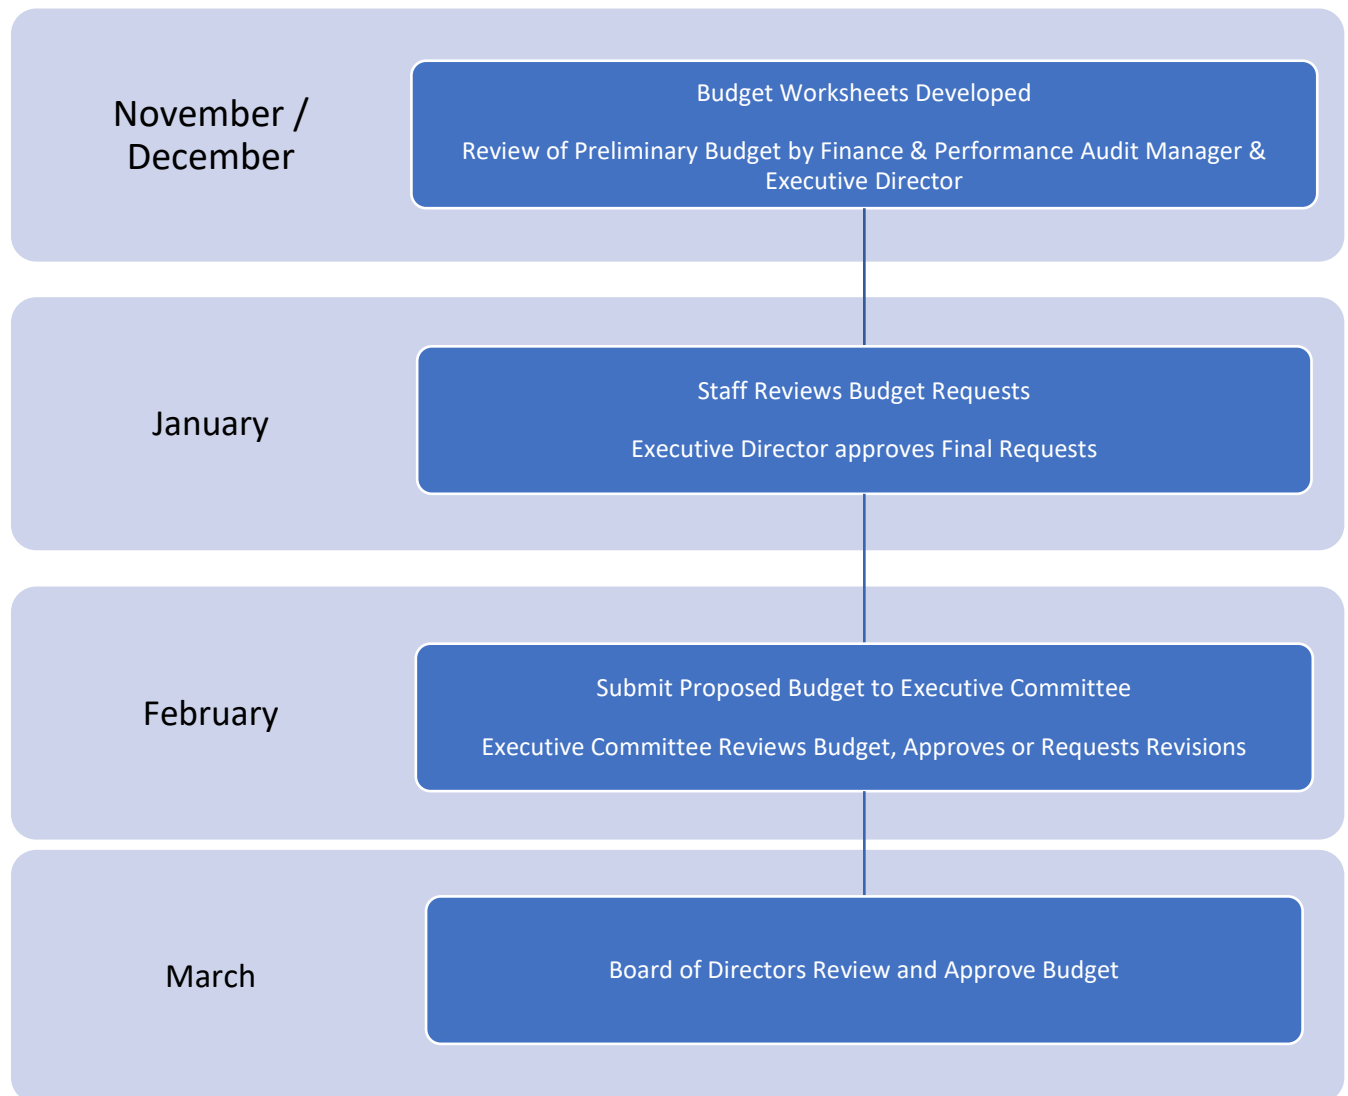 November /
December
Budget Worksheets Developed
Review of Preliminary Budget by Finance & Performance Audit Manager &
Executive Director
January
Staff Reviews Budget Requests
Executive Director approves Final Requests
February
Submit Proposed Budget to Executive Committee
Executive Committee Reviews Budget, Approves or Requests Revisions
March
Board of Directors Review and Approve Budget